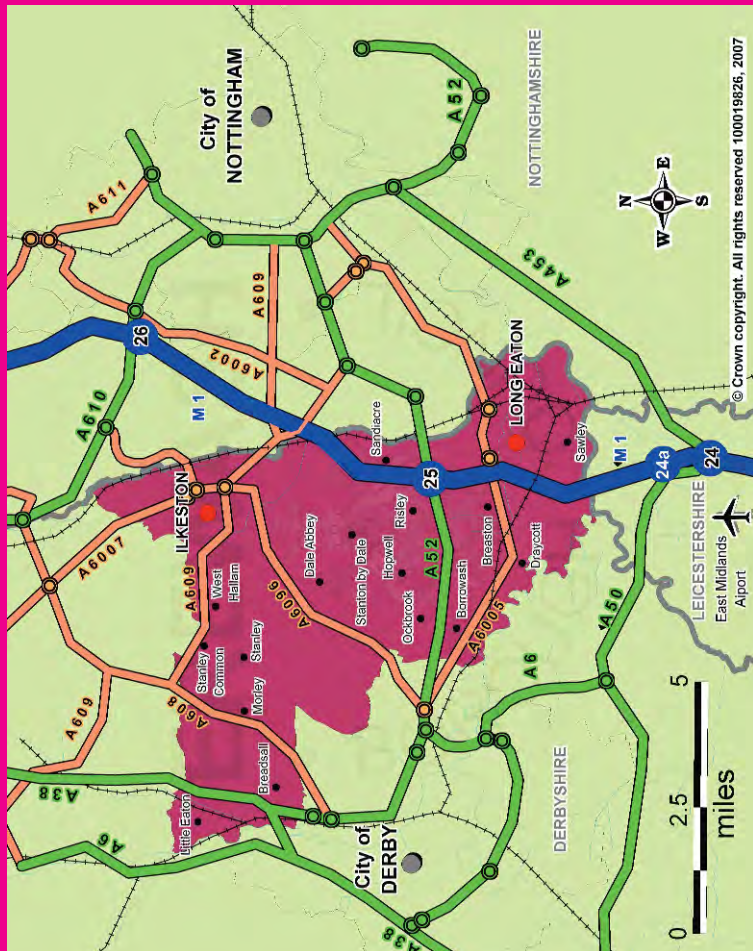 City of
NOTTINGHAM
NOTTINGHAMSHIRE
© Crown copyright. All rights reserved 100019826, 2007
N
E
S
W
A52
A611
A609
A453
A6002
26
A610
M1
ILKESTON
A6007
A609
West
Hallam
Stanley
Common
Stanley
Morley
A608
A609
Breadsall
Little Eaton
A38
A6
Dale Abbey
Stanton by Dale
Hopwell
Risley
Sandiacre
A6096
Ockbrook
Borrowash
A52
25
Breaston
Draycott
A6005
LONG EATON
Sawley
M1
24a
24
LEICESTERSHIRE
East Midlands
Aiport
A50
A6
DERBYSHIRE
City of
DERBY
A38
0
2.5
5
miles